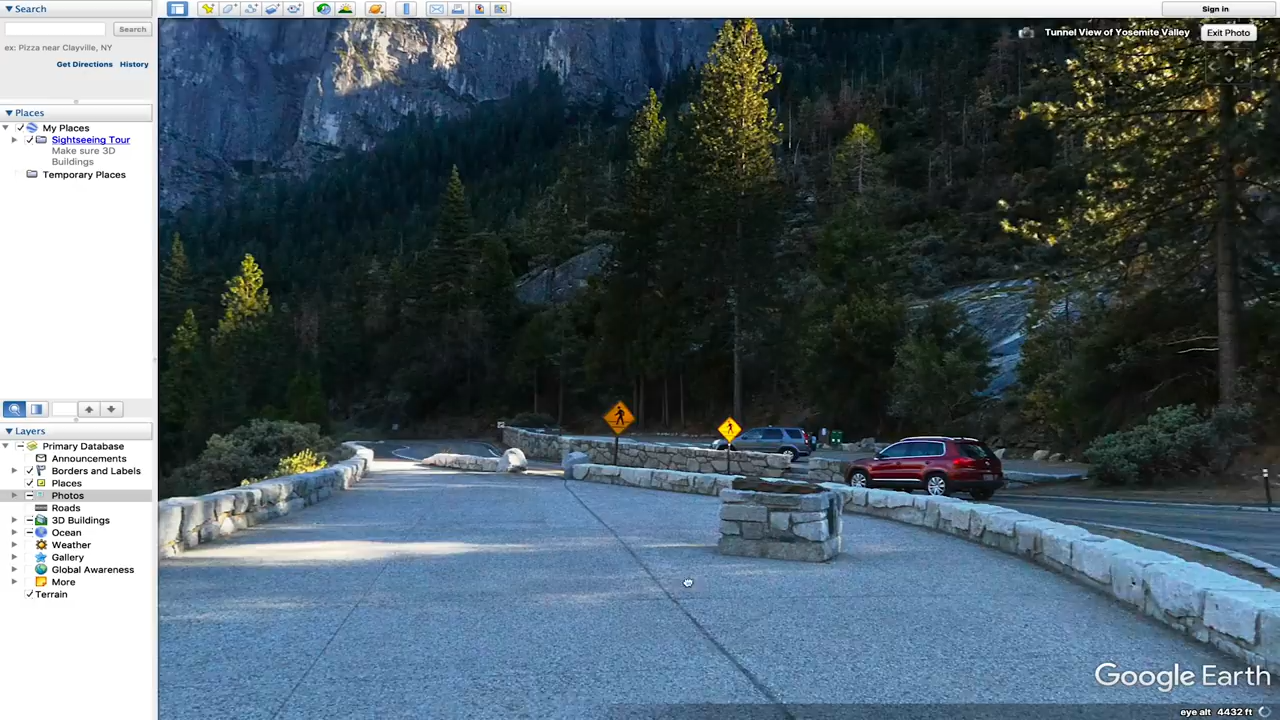 Search
Sign in
Search
ex: Pizza near Clayville, NY
Get Directions
History
Tunnel View of Yosemite Valley
Exit Photo
Places
My Places
Sightseeing Tour
Make sure 3D
Buildings
Temporary Places
Layers
Primary Database
Announcements
Borders and Labels
Places
Photos
Roads
3D Buildings
Ocean
Weather
Gallery
Global Awareness
More
Terrain
Google Earth
eye alt 4432 ft